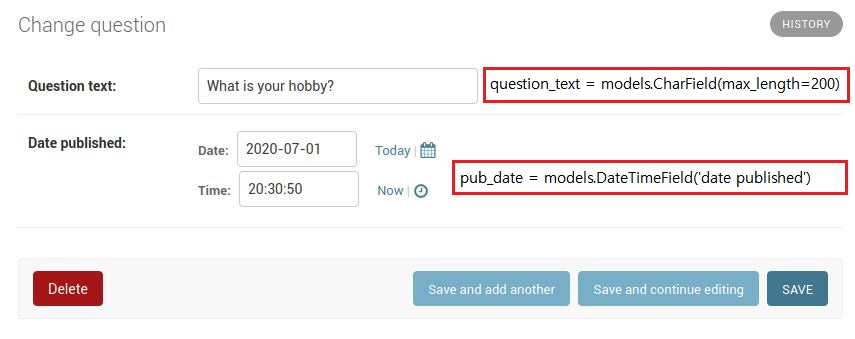 Change question
HISTORY
Question text:
What is your hobby?
question_text = models.CharField(max_length=200)
Date published:
Date:
2020-07-01
Today |
pub_date = models.DateTimeField('date published')
Time:
20:30:50
Now |
Delete
Save and add another
Save and continue editing
SAVE